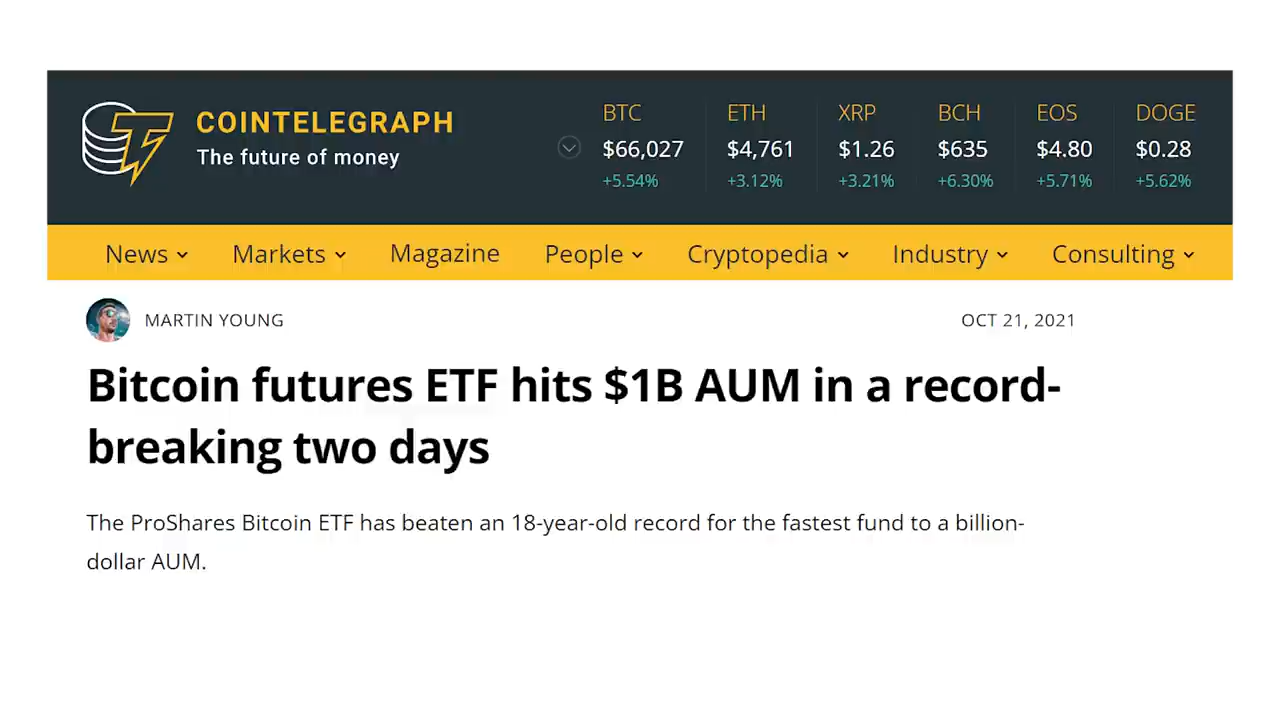 COINTELEGRAPH
The future of money
BTC ETH XRP BCH EOS DOGE
$66,027 $4,761 $1.26 $635 $4.80 $0.28
+5.54% +3.12% +3.21% +6.30% +5.71% +5.62%
News Markets Magazine People Cryptopedia Industry Consulting
MARTIN YOUNG OCT 21, 2021
Bitcoin futures ETF hits $1B AUM in a record-
breaking two days
The ProShares Bitcoin ETF has beaten an 18-year-old record for the fastest fund to a billion-
dollar AUM.